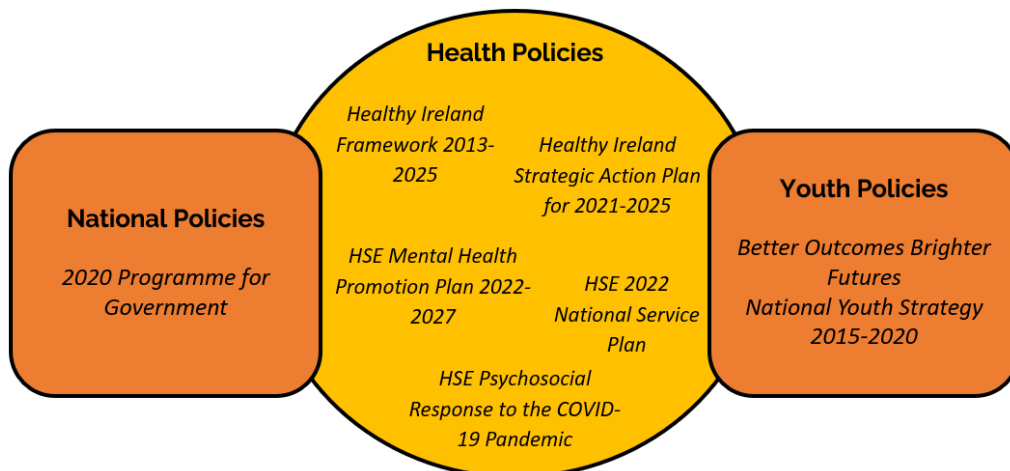 Health Policies
Healthy Ireland
Framework 2013-
2025
Healthy Ireland
Strategic Action Plan
for 2021-2025
HSE Mental Health
Promotion Plan 2022-
2027
HSE 2022
National Service
Plan
HSE Psychosocial
Response to the COVID-
19 Pandemic
National Policies
2020 Programme for
Government
Youth Policies
Better Outcomes Brighter
Futures
National Youth Strategy
2015-2020